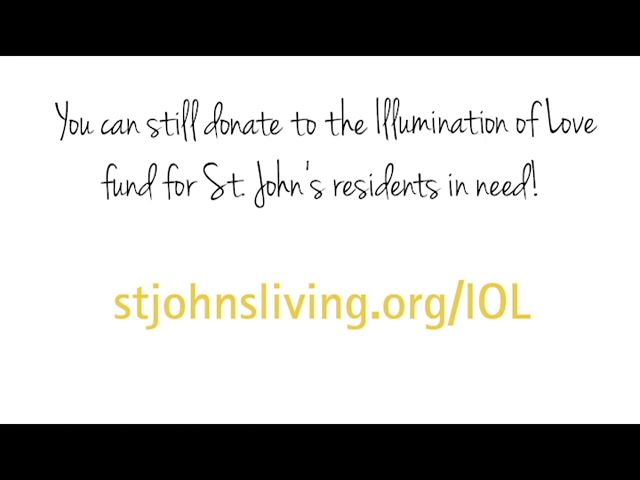 You can still donate to the Illumination of Love
fund for St. John's residents in need!
stjohnsliving.org/IOL